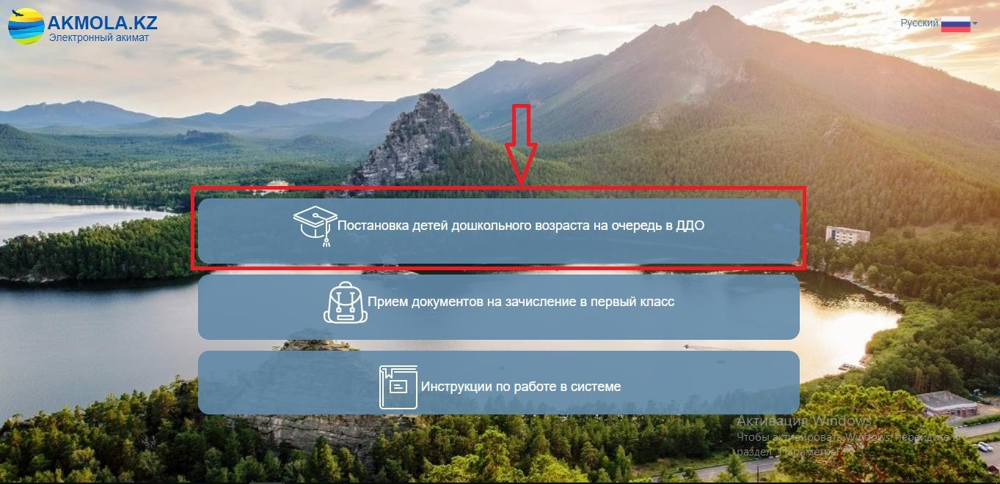 AKMOLA.KZ
Электронный акимат
Русский
Постановка детей дошкольного возраста на очередь в ДДО
Прием документов на зачисление в первый класс
Инструкции по работе в системе
Активация Windows
Чтобы активировать Windows, перейдите в
раздел "Параметры".